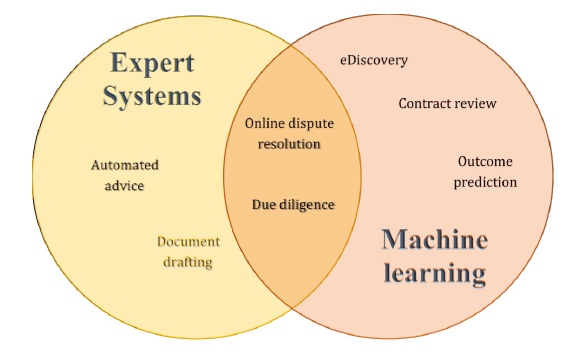 Expert
Systems
Automated
advice
Document
drafting
Online dispute
resolution
Due diligence
eDiscovery
Contract review
Outcome
prediction
Machine
learning